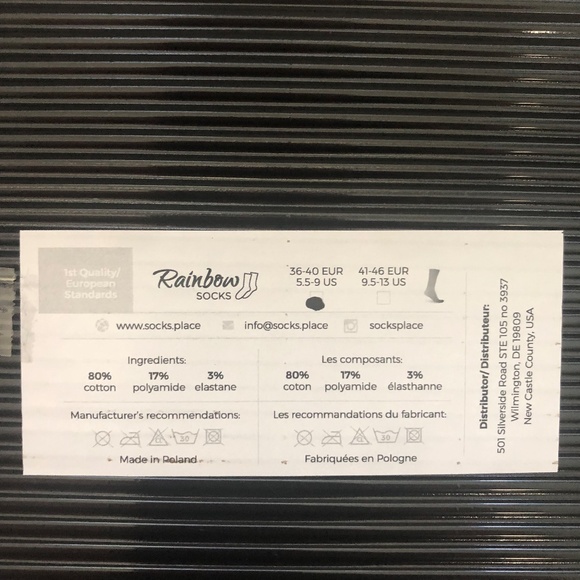 1st Quality/
European
Standards
Rainbow
SOCKS
36-40 EUR
5.5-9 US
41-46 EUR
9.5-13 US
www.socks.place
info@socks.place
socksplace
Ingredients:
80% 17% 3%
cotton polyamide elastane
Manufacturer's recommendations:
30
Made in Poland
Les composants:
80% 17% 3%
coton polyamide élasthanne
Les recommandations du fabricant:
30
Fabriquées en Pologne
Distributor/ Distributeur:
501 Silverside Road STE 105 no 3937
Wilmington, DE 19809
New Castle County, USA